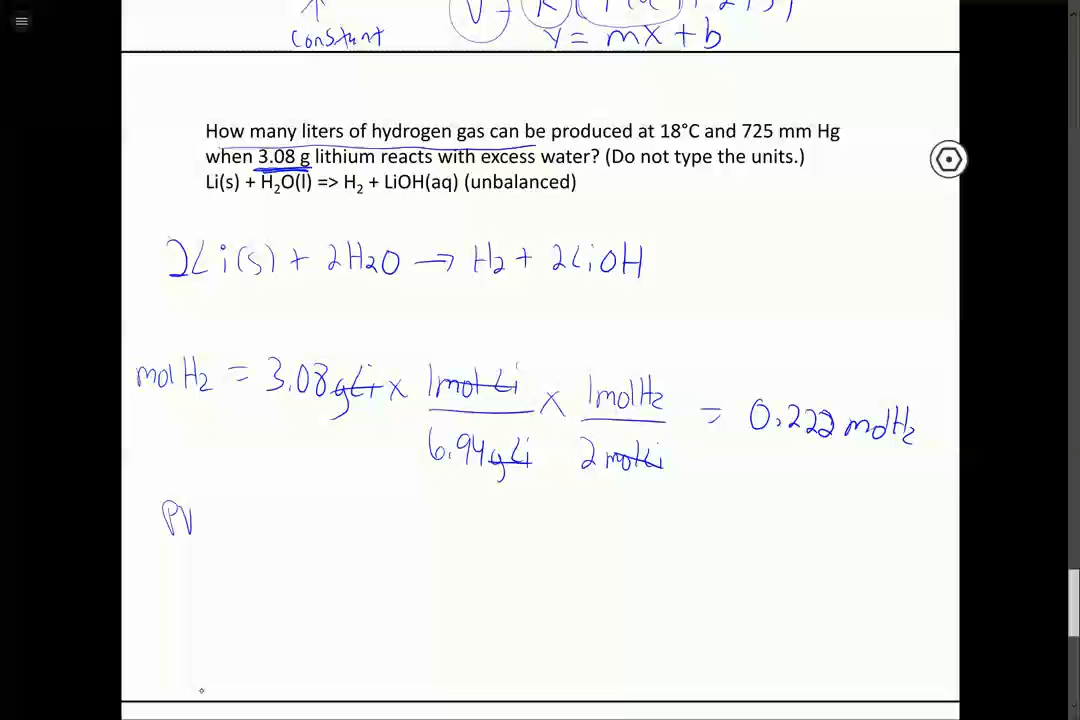 constant
y = mx + b
How many liters of hydrogen gas can be produced at 18°C and 725 mm Hg
when 3.08 g lithium reacts with excess water? (Do not type the units.)
Li(s) + H₂O(l) => H₂ + LiOH(aq) (unbalanced)
2Li(s) + 2H₂O → H₂ + 2LiOH
mol H₂ = 3.08 g Li × 1 mol Li / 6.94 g Li × 1 mol H₂ / 2 mol Li = 0.222 mol H₂
PV